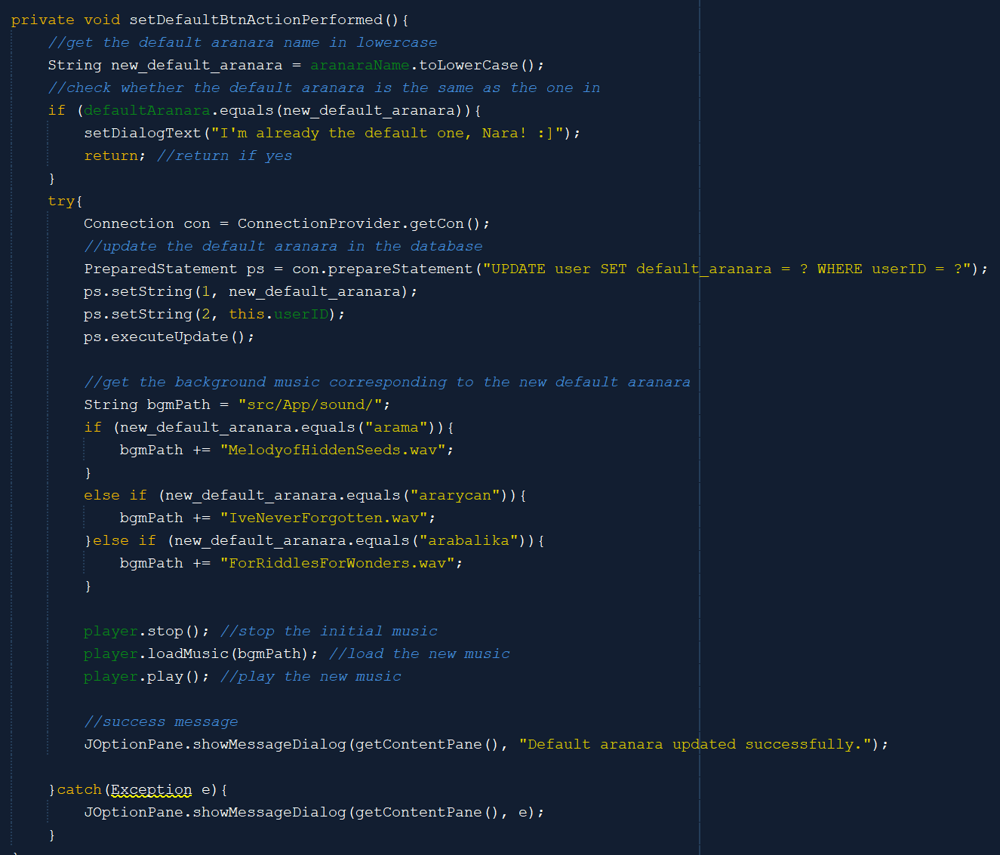 private void setDefaultBtnActionPerformed(){
    //get the default aranara name in lowercase
    String new_default_aranara = aranaraName.toLowerCase();
    //check whether the default aranara is the same as the one in
    if (defaultAranara.equals(new_default_aranara)){
        setDialogText("I'm already the default one, Nara! :]");
        return; //return if yes
    }
    try{
        Connection con = ConnectionProvider.getCon();
        //update the default aranara in the database
        PreparedStatement ps = con.prepareStatement("UPDATE user SET default_aranara = ? WHERE userID = ?");
        ps.setString(1, new_default_aranara);
        ps.setString(2, this.userID);
        ps.executeUpdate();

        //get the background music corresponding to the new default aranara
        String bgmPath = "src/App/sound/";
        if (new_default_aranara.equals("arama")){
            bgmPath += "MelodyofHiddenSeeds.wav";
        }
        else if (new_default_aranara.equals("ararycan")){
            bgmPath += "IveNeverForgotten.wav";
        }else if (new_default_aranara.equals("arabalika")){
            bgmPath += "ForRiddlesForWonders.wav";
        }

        player.stop(); //stop the initial music
        player.loadMusic(bgmPath); //load the new music
        player.play(); //play the new music

        //success message
        JOptionPane.showMessageDialog(getContentPane(), "Default aranara updated successfully.");

    }catch(Exception e){
        JOptionPane.showMessageDialog(getContentPane(), e);
    }